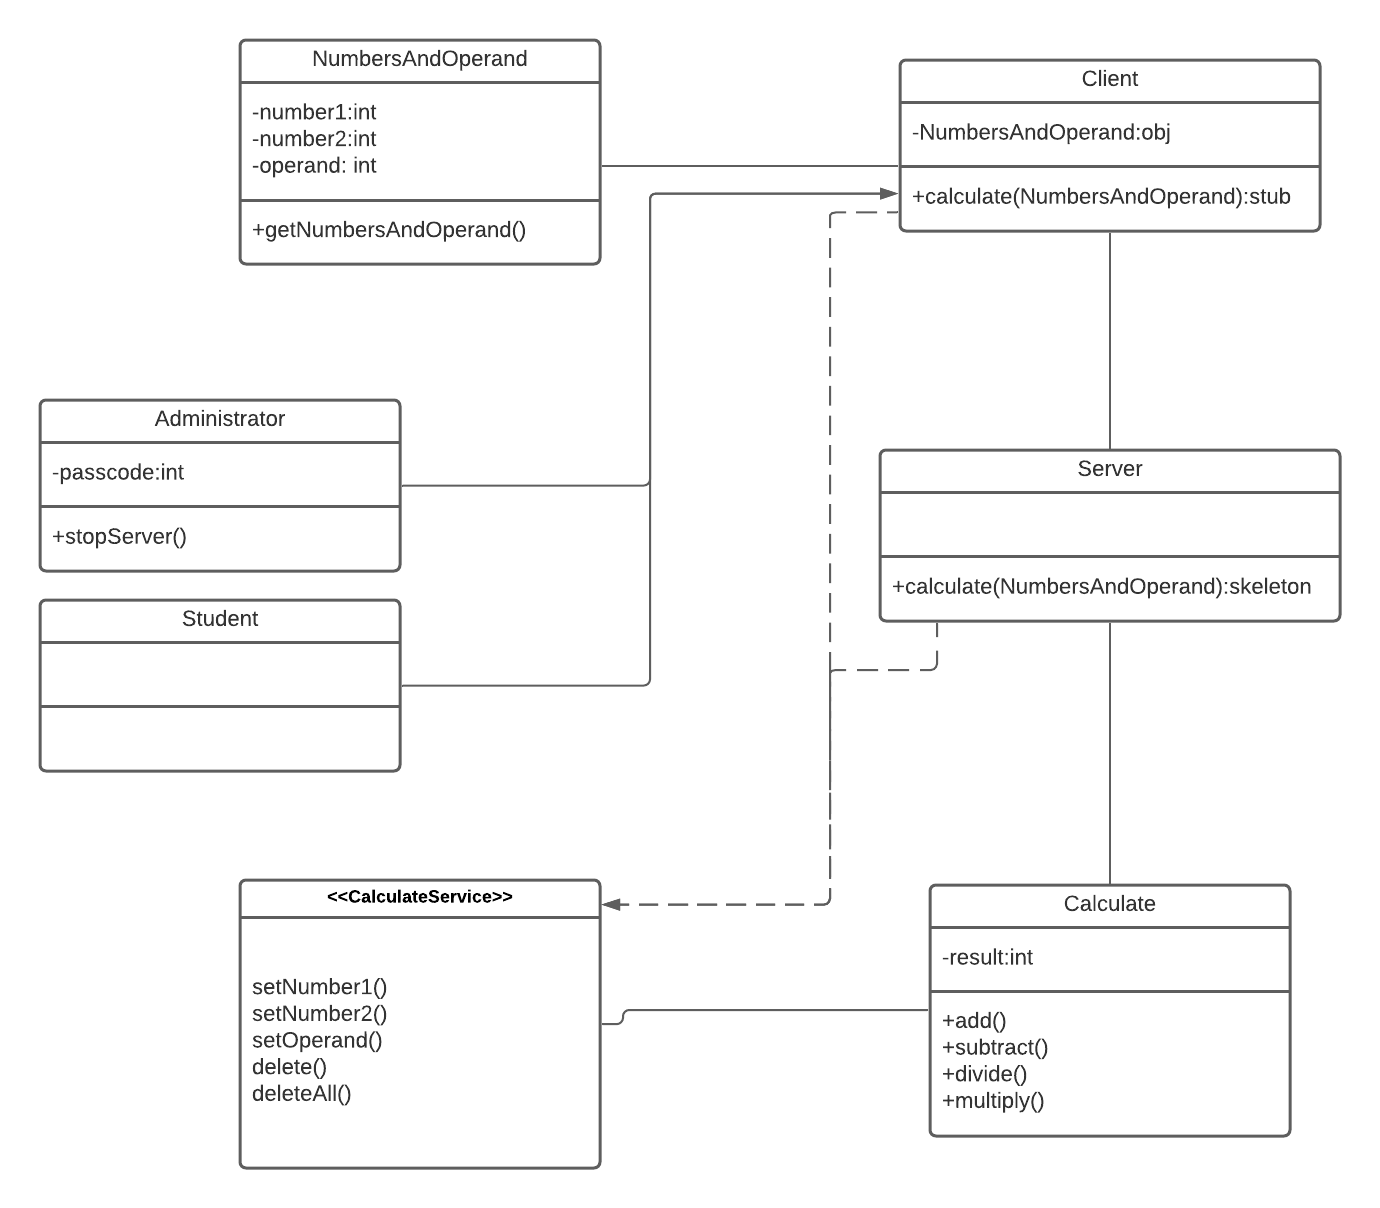 NumbersAndOperand
-number1:int
-number2:int
-operand: int
+getNumbersAndOperand()
Client
-NumbersAndOperand:obj
+calculate(NumbersAndOperand):stub
Administrator
-passcode:int
+stopServer()
Server
+calculate(NumbersAndOperand):skeleton
Student
<<CalculateService>>
setNumber1()
setNumber2()
setOperand()
delete()
deleteAll()
Calculate
-result:int
+add()
+subtract()
+divide()
+multiply()